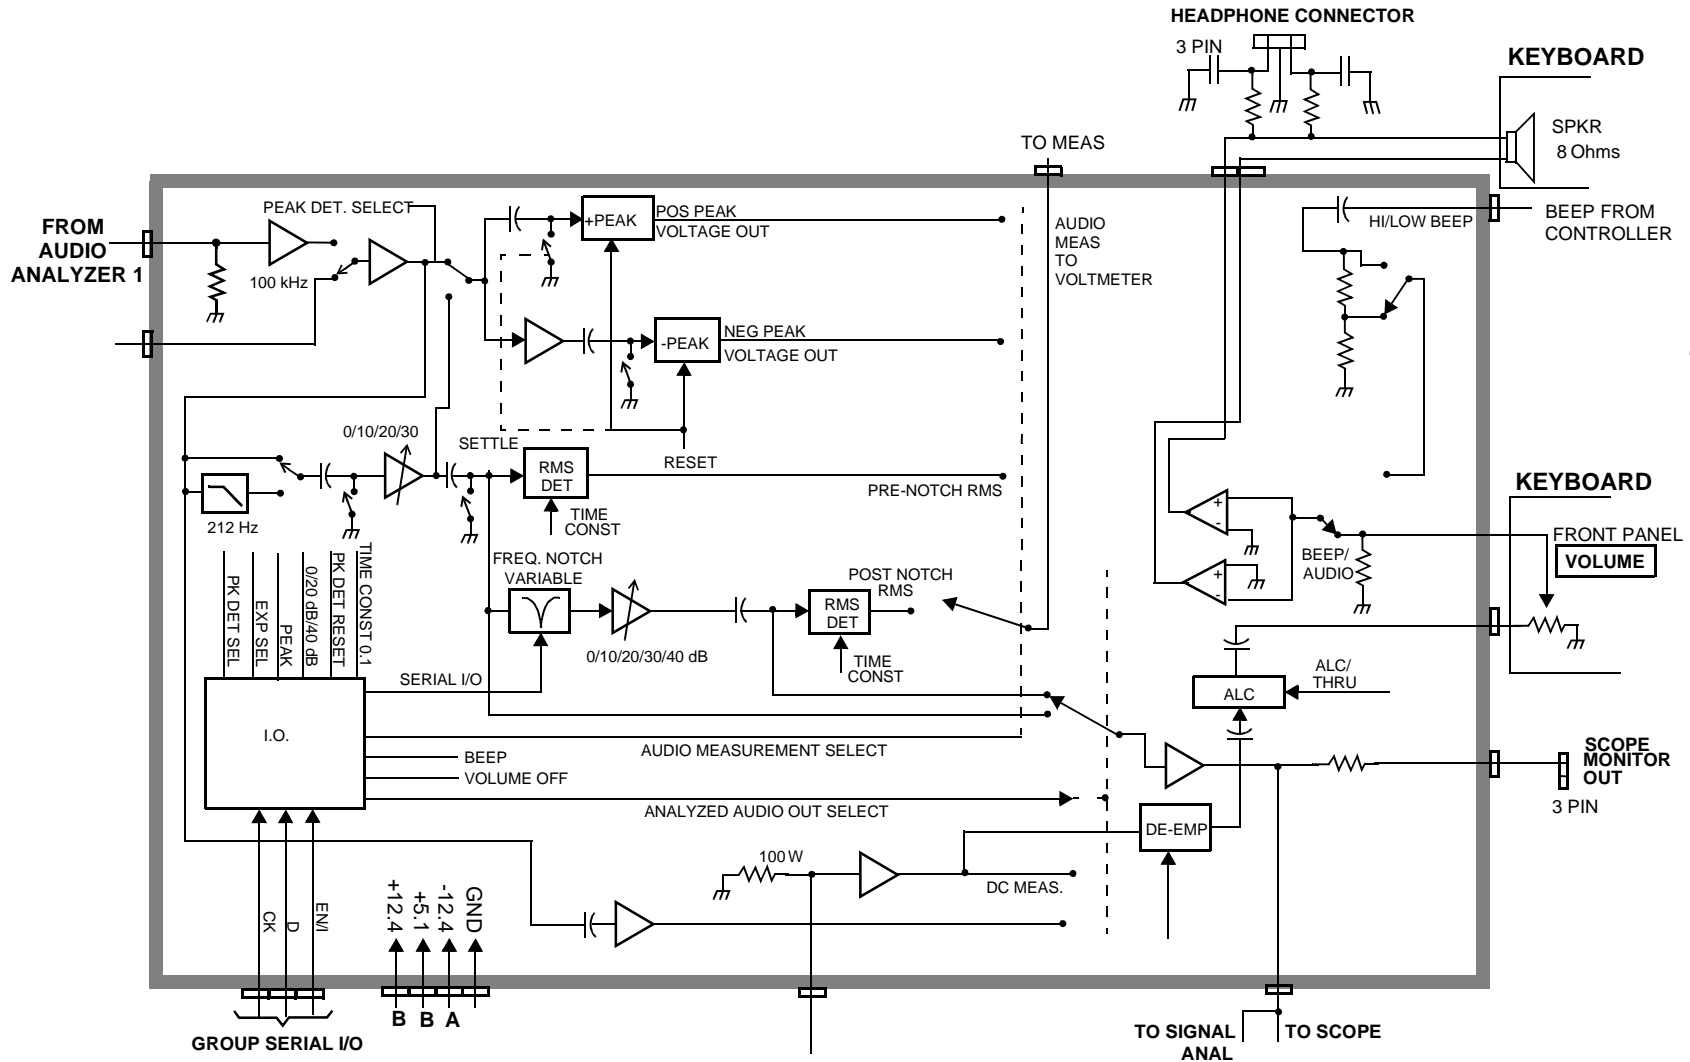 HEADPHONE CONNECTOR
3 PIN
KEYBOARD
SPKR
8 Ohms
TO MEAS
FROM
AUDIO
ANALYZER 1
PEAK DET. SELECT
100 kHz
+PEAK
POS PEAK
VOLTAGE OUT
AUDIO
MEAS
TO
VOLTMETER
HI/LOW BEEP
BEEP FROM
CONTROLLER
-PEAK
NEG PEAK
VOLTAGE OUT
0/10/20/30
SETTLE
RMS
DET
RESET
PRE-NOTCH RMS
212 Hz
TIME
CONST
+
-
+
-
BEEP/
AUDIO
KEYBOARD
FRONT PANEL
VOLUME
PK DET SEL
EXP SEL
PEAK
0/20 dB/40 dB
PK DET RESET
TIME CONST 0.1
FREQ. NOTCH
VARIABLE
0/10/20/30/40 dB
POST NOTCH
RMS
RMS
DET
TIME
CONST
SERIAL I/O
ALC
ALC/
THRU
I.O.
AUDIO MEASUREMENT SELECT
BEEP
VOLUME OFF
ANALYZED AUDIO OUT SELECT
SCOPE
MONITOR
OUT
3 PIN
DE-EMP
100 W
DC MEAS.
CK
D
EN/I
+12.4
+5.1
-12.4
GND
B
B
A
GROUP SERIAL I/O
TO SIGNAL
ANAL
TO SCOPE